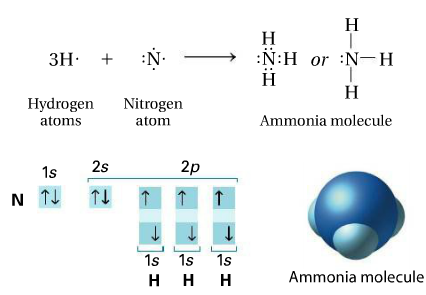 3H· + :Ṅ· ⟶ H
:N̈:H or :N—H
Ḧ H
H
Hydrogen atoms
Nitrogen atom
Ammonia molecule
1s 2s 2p
N ↑↓ ↑↓ ↑ ↑ ↑
↓ ↓ ↓
1s 1s 1s
H H H
Ammonia molecule